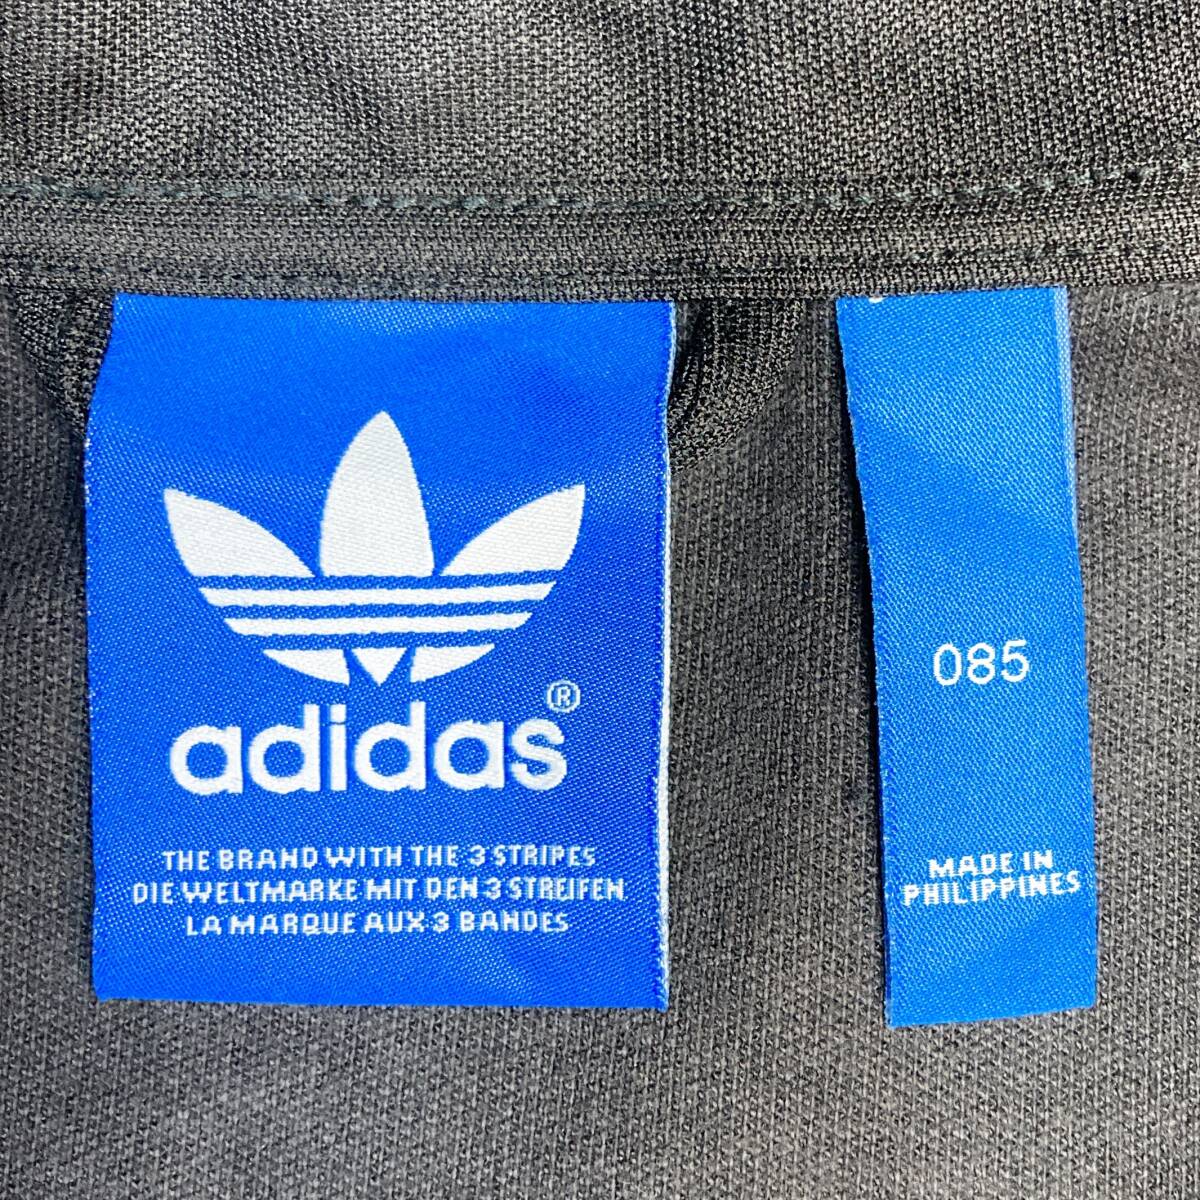 adidas®
THE BRAND WITH THE 3 STRIPES
DIE WELTMARKE MIT DEN 3 STREIFEN
LA MARQUE AUX 3 BANDES
085
MADE IN
PHILIPPINES